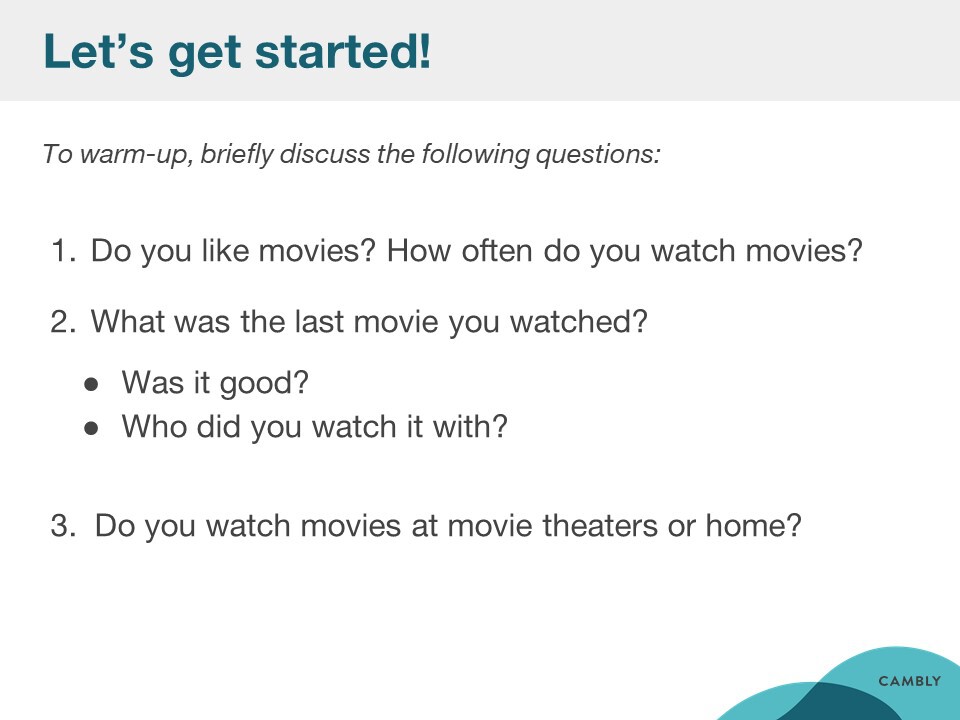 Let’s get started!
To warm-up, briefly discuss the following questions:
1. Do you like movies? How often do you watch movies?
2. What was the last movie you watched?
● Was it good?
● Who did you watch it with?
3. Do you watch movies at movie theaters or home?
CAMBLY